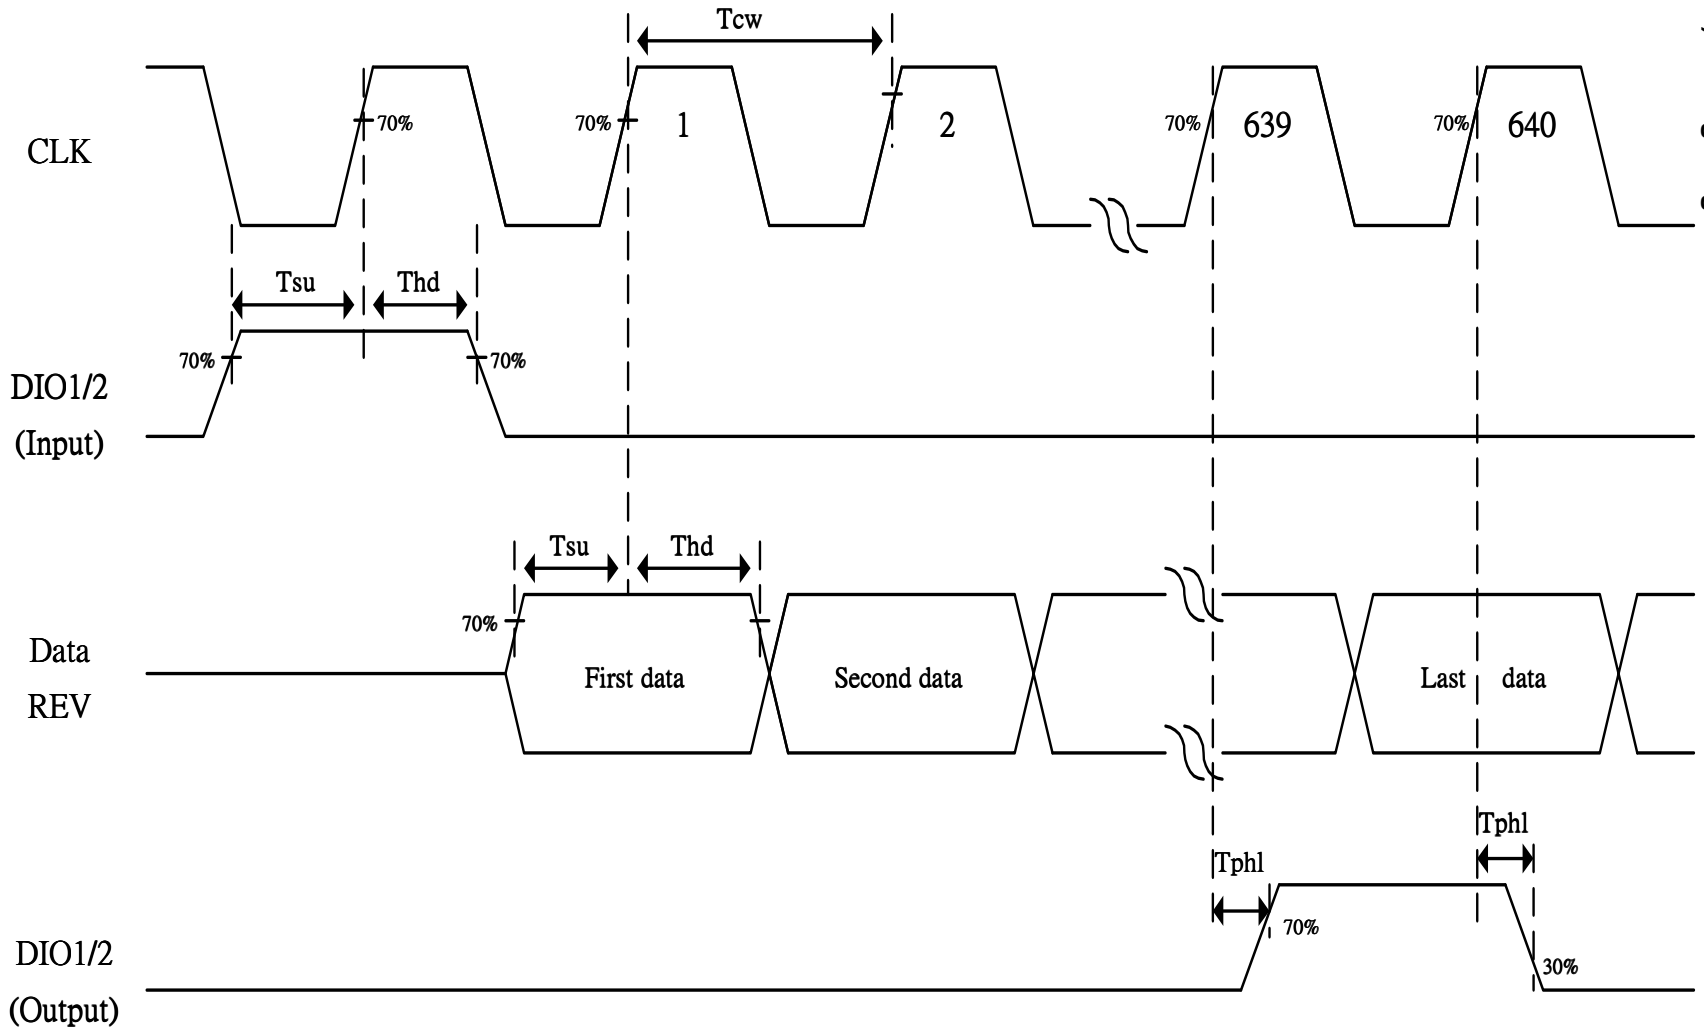 Tcw
CLK
70%
70%
1
2
70%
639
70%
640
Tsu
Thd
70%
70%
DIO1/2
(Input)
Tsu
Thd
70%
Data
REV
First data
Second data
Last data
Tphl
Tphl
70%
DIO1/2
(Output)
30%